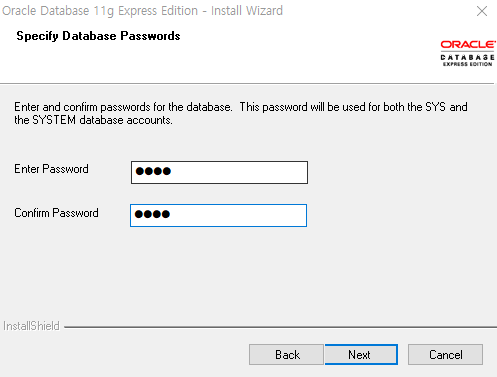 Oracle Database 11g Express Edition - Install Wizard
Specify Database Passwords
ORACLE
DATABASE
EXPRESS EDITION
Enter and confirm passwords for the database. This password will be used for both the SYS and
the SYSTEM database accounts.
Enter Password ●●●●
Confirm Password ●●●●
InstallShield
Back Next Cancel